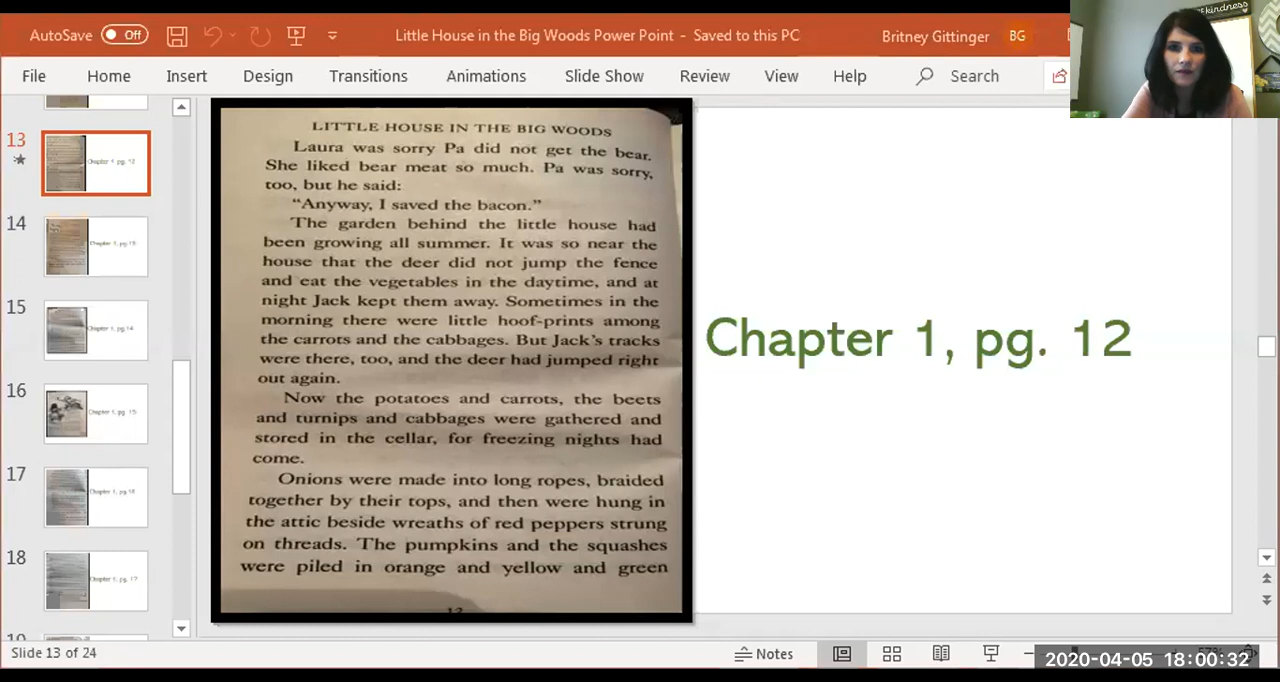 AutoSave Off
Little House in the Big Woods Power Point - Saved to this PC
Britney Gittinger BG
kindness
File Home Insert Design Transitions Animations Slide Show Review View Help Search
13
Chapter 1, pg. 12
14
15
16
17
18
LITTLE HOUSE IN THE BIG WOODS
Laura was sorry Pa did not get the bear.
She liked bear meat so much. Pa was sorry,
too, but he said:
“Anyway, I saved the bacon.”
The garden behind the little house had
been growing all summer. It was so near the
house that the deer did not jump the fence
and eat the vegetables in the daytime, and at
night Jack kept them away. Sometimes in the
morning there were little hoof-prints among
the carrots and the cabbages. But Jack’s tracks
were there, too, and the deer had jumped right
out again.
Now the potatoes and carrots, the beets
and turnips and cabbages were gathered and
stored in the cellar, for freezing nights had
come.
Onions were made into long ropes, braided
together by their tops, and then were hung in
the attic beside wreaths of red peppers strung
on threads. The pumpkins and the squashes
were piled in orange and yellow and green
12
Chapter 1, pg. 12
Slide 13 of 24
Notes
2020-04-05 18:00:32